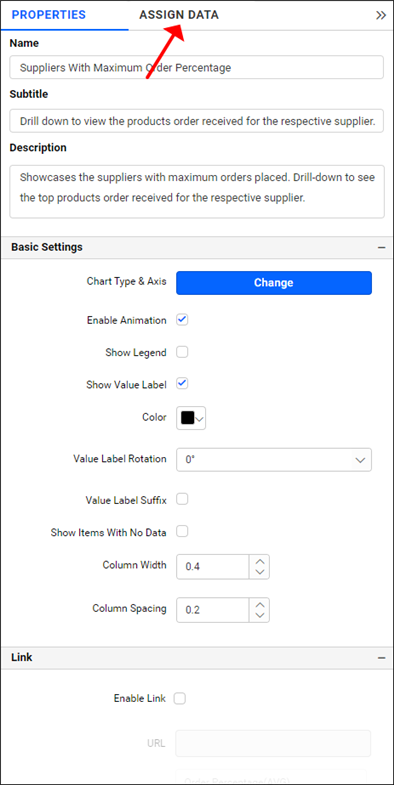 PROPERTIES ASSIGN DATA
Name
Suppliers With Maximum Order Percentage
Subtitle
Drill down to view the products order received for the respective supplier.
Description
Showcases the suppliers with maximum orders placed. Drill-down to see
the top products order received for the respective supplier.
Basic Settings
Chart Type & Axis Change
Enable Animation
Show Legend
Show Value Label
Color
Value Label Rotation 0°
Value Label Suffix
Show Items With No Data
Column Width 0.4
Column Spacing 0.2
Link
Enable Link
URL
Order Percentage(AVG)